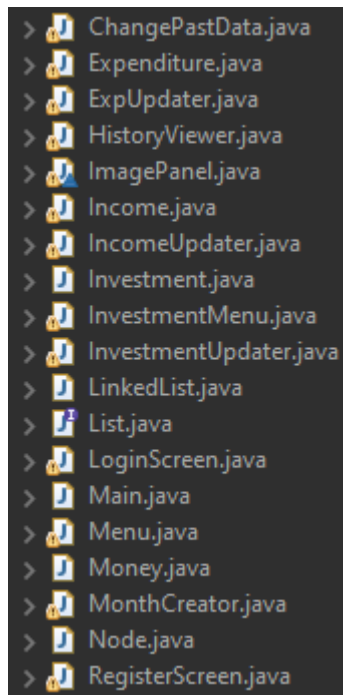 ChangePastData.java
Expenditure.java
ExpUpdater.java
HistoryViewer.java
ImagePanel.java
Income.java
IncomeUpdater.java
Investment.java
InvestmentMenu.java
InvestmentUpdater.java
LinkedList.java
List.java
LoginScreen.java
Main.java
Menu.java
Money.java
MonthCreator.java
Node.java
RegisterScreen.java